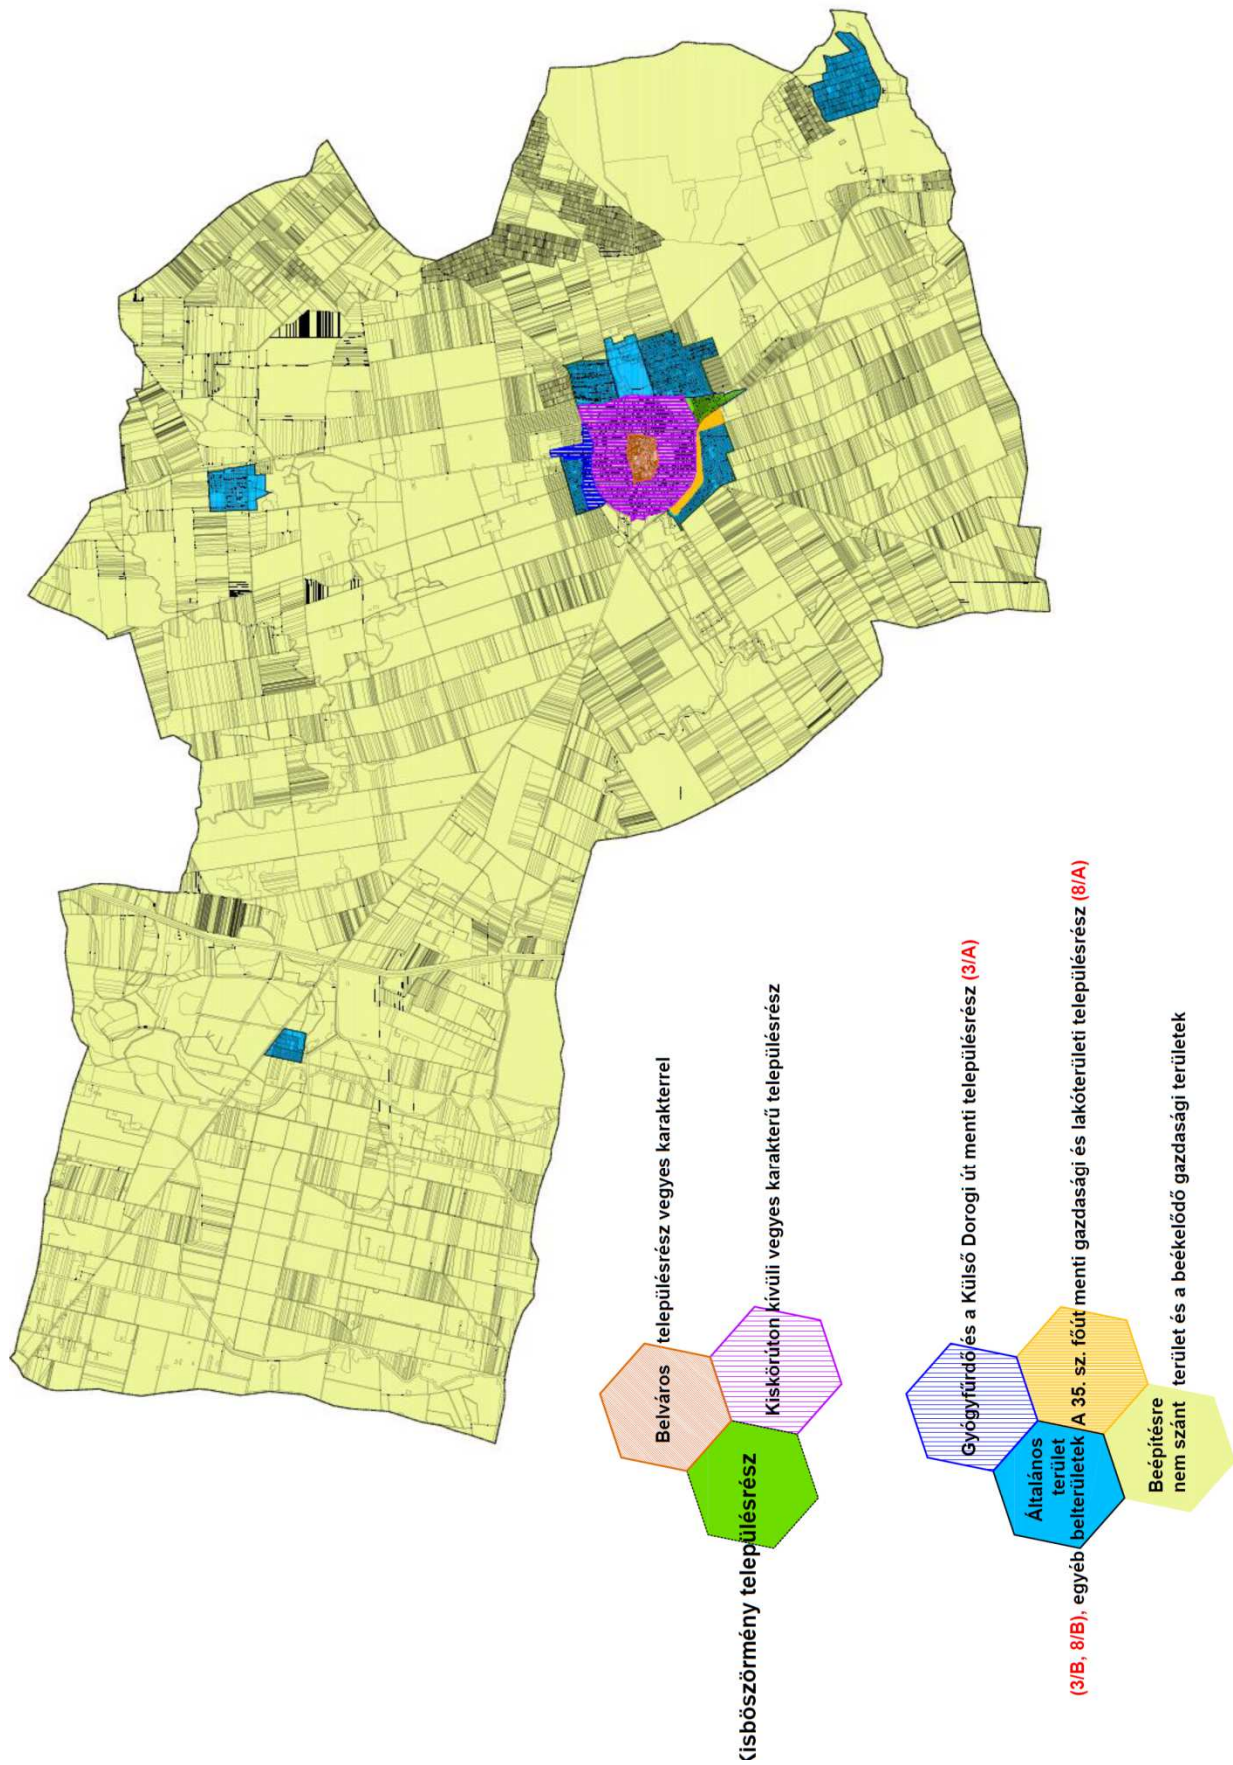 Belváros településrész vegyes karakterrel
Kiskörúton kívüli vegyes karakterű településrész
Kisböszörmény településrész
Gyógyfürdő és a Külső Dorogi út menti településrész (3/A)
Általános
terület
(3/B, 8/B), egyéb belterületek
A 35. sz. főút menti gazdasági és lakóterületi településrész (8/A)
Beépítésre
nem szánt terület és a beékelődő gazdasági területek